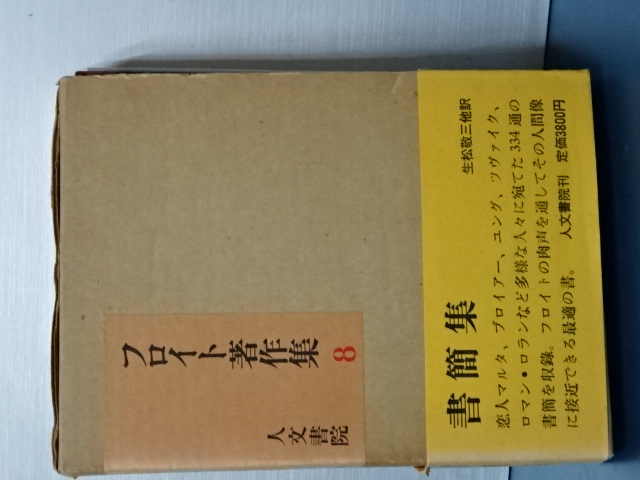 フロイト著作集 8
人文書院
書簡集
生松敬三他訳
恋人マルタ、ブロイアー、ユング、ツヴァイク、
ロマン・ロランなど多様な人々に宛てた334通の
書簡を収録。フロイトの肉声を通してその人間像
に接近できる最適の書。
人文書院刊 定価3800円